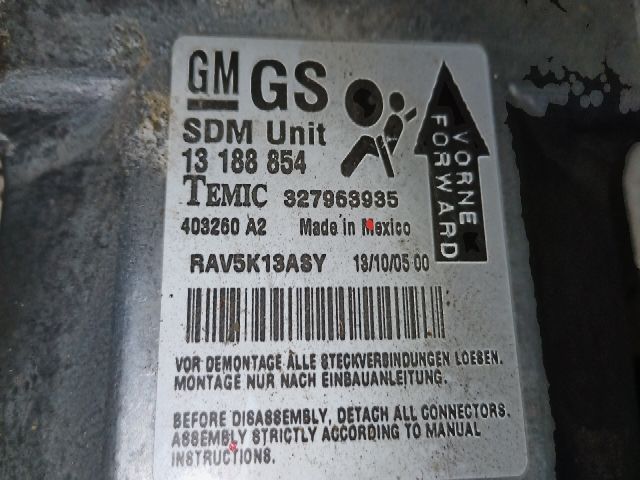 GM GS
SDM Unit
13 188 854
TEMIC 327963935
403260 A2 Made in Mexico
RAV5K13ASY 13/10/05 00
VORNE
FORWARD
VOR DEMONTAGE ALLE STECKVERBINDUNGEN LOESEN.
MONTAGE NUR NACH EINBAUANLEITUNG.
BEFORE DISASSEMBLY, DETACH ALL CONNECTORS.
ASSEMBLY STRICTLY ACCORDING TO MANUAL
INSTRUCTIONS.